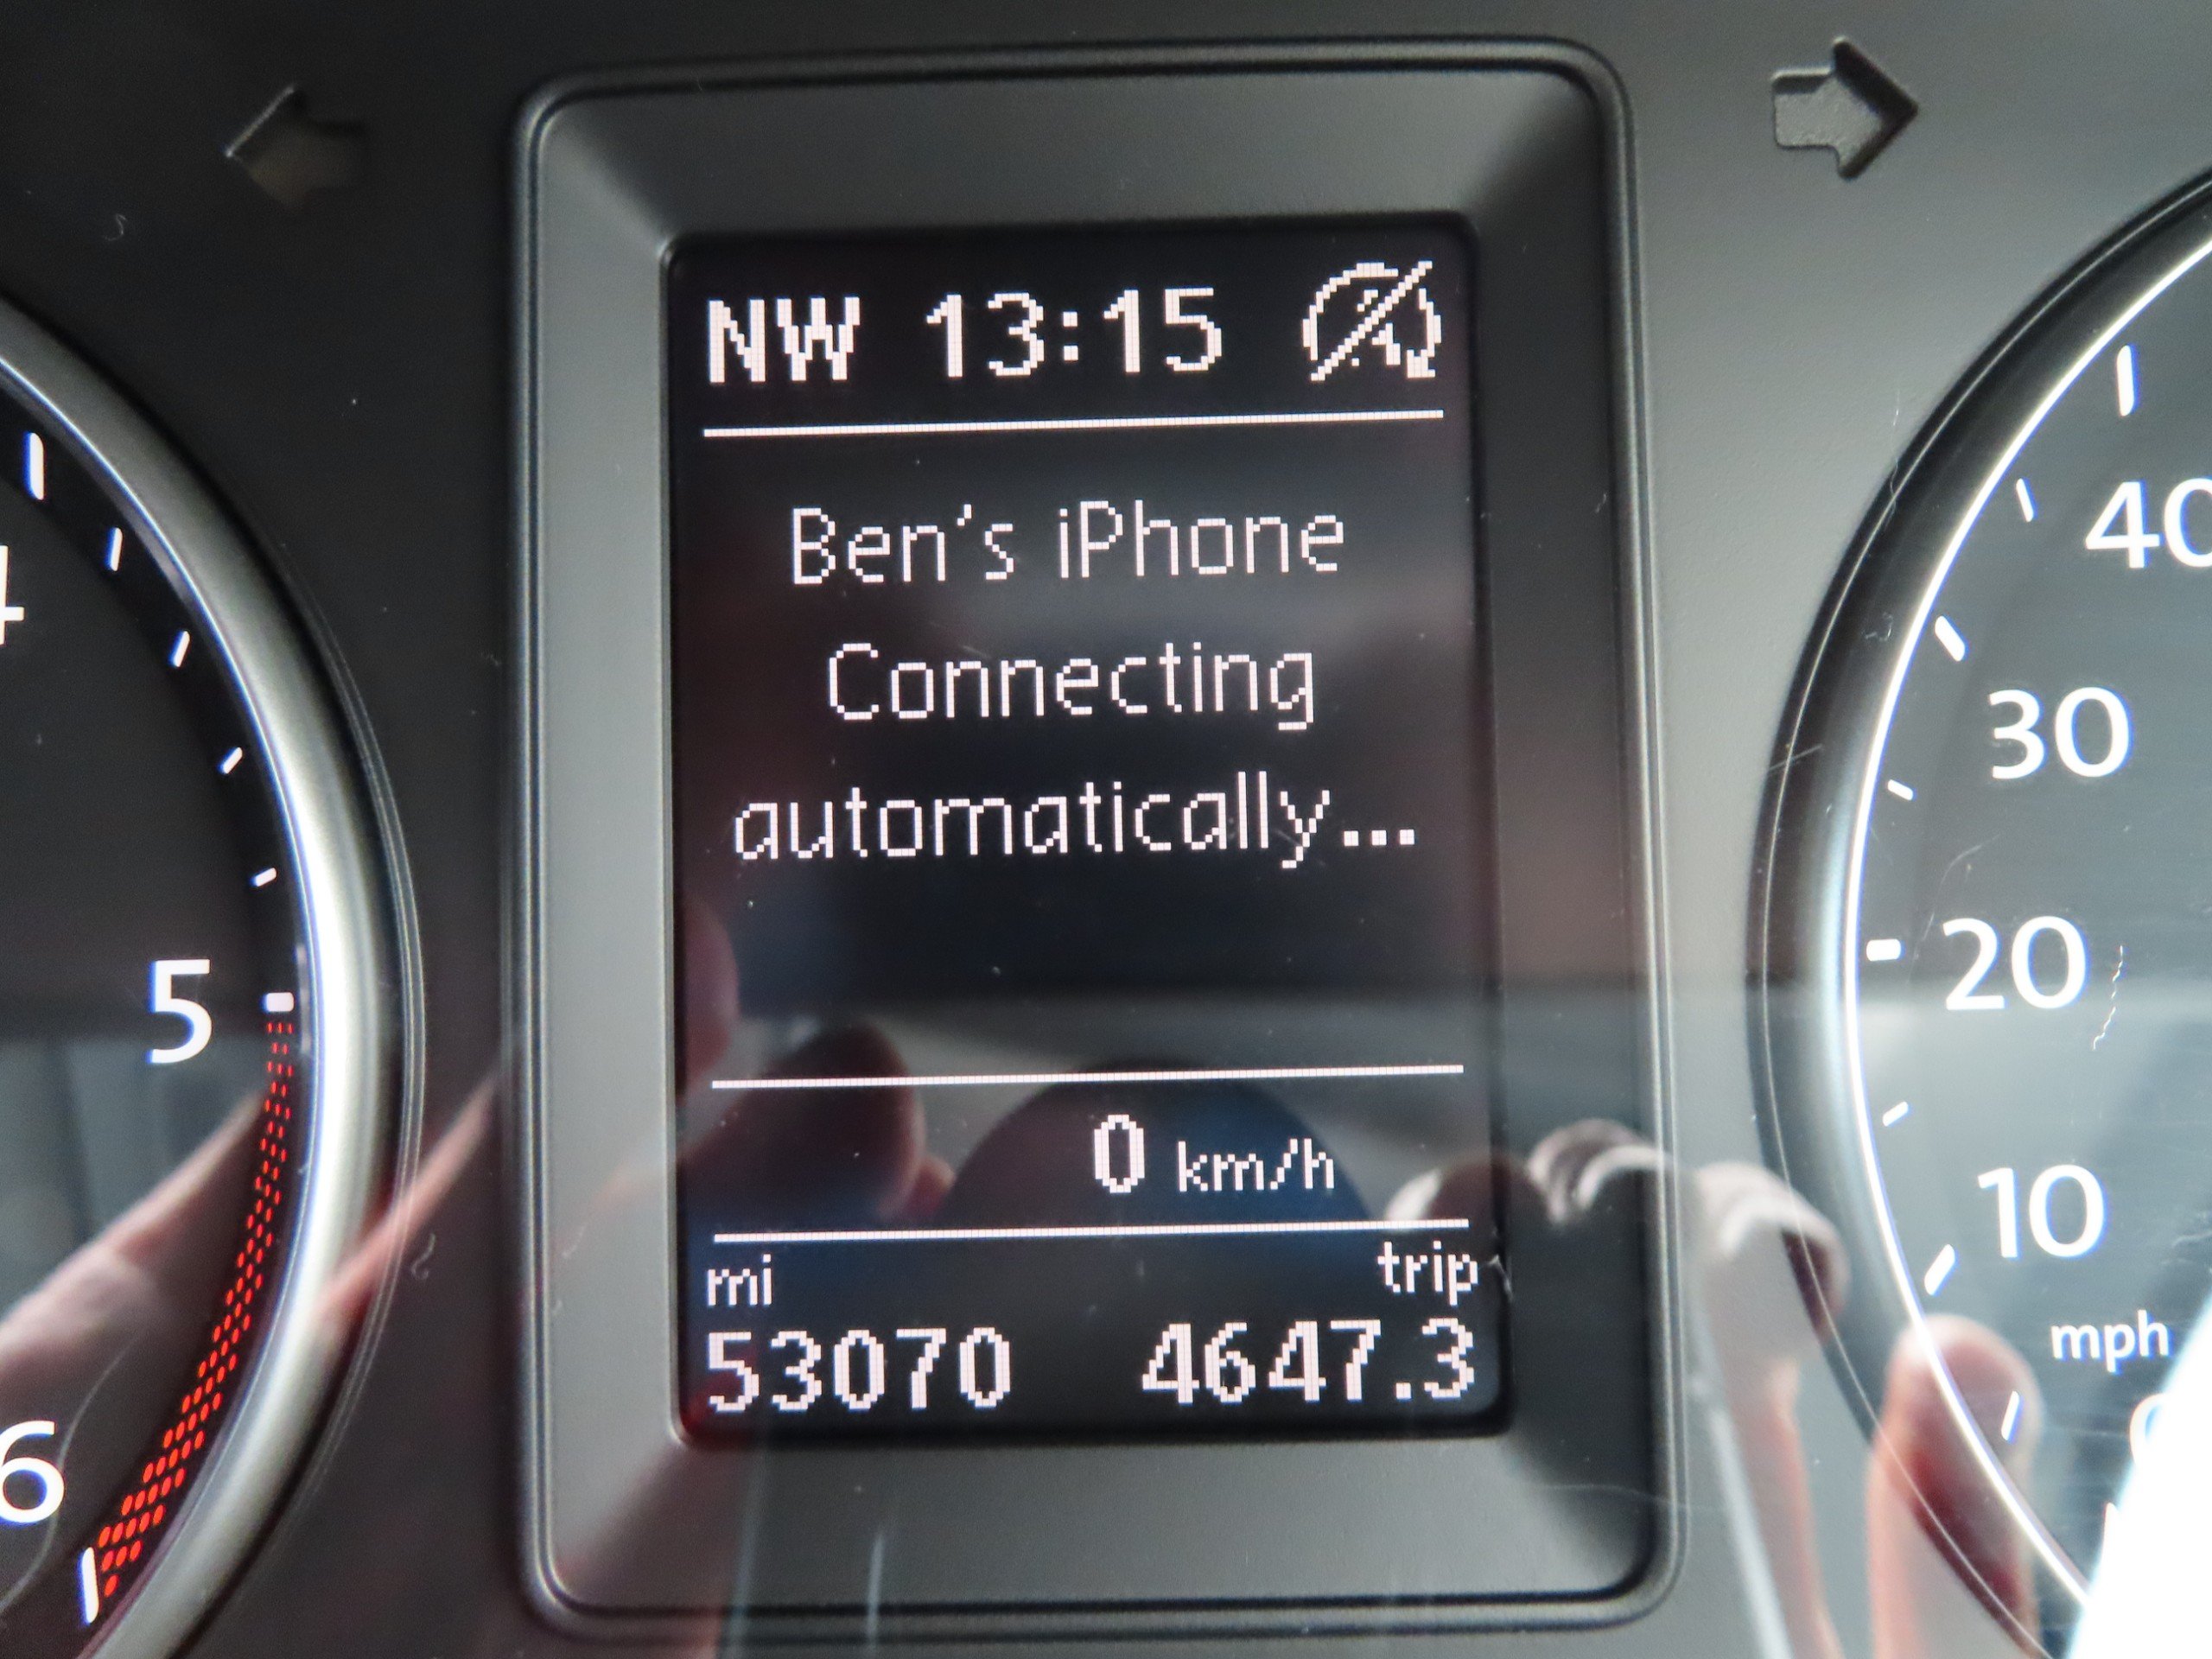 NW 13:15
Ben's iPhone
Connecting
automatically...
0 km/h
mi trip
53070 4647.3
5
6
40
30
20
10
mph